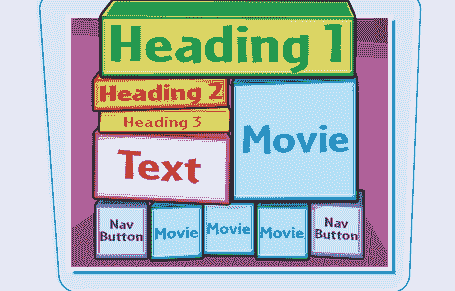 Heading 1
Heading 2
Heading 3
Text
Movie
Nav
Button
Movie
Movie
Movie
Nav
Button